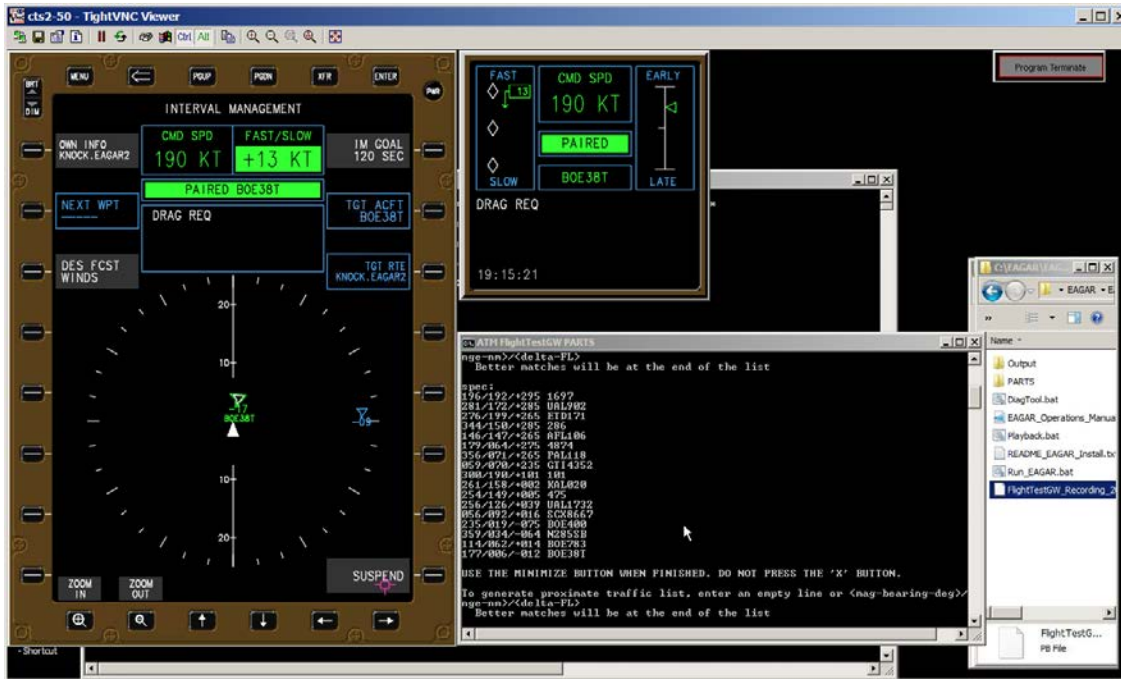 cts2-50 - TightVNC Viewer
Ctrl Alt
MENU PGUP PGDN XFR ENTER
BRT
DIM
PWR
INTERVAL MANAGEMENT
OWN INFO
KNOCK.EAGAR2
CMD SPD
190 KT
FAST/SLOW
+13 KT
IM GOAL
120 SEC
PAIRED BOE38T
NEXT WPT
-----
DRAG REQ
TGT ACFT
BOE38T
DES FCST
WINDS
TGT RTE
KNOCK.EAGAR2
20
10
-17
BOE38T
-09
10
20
SUSPEND
ZOOM
IN
ZOOM
OUT
- Shortcut
FAST
13
SLOW
CMD SPD
190 KT
PAIRED
BOE38T
EARLY
LATE
DRAG REQ
19:15:21
Program Terminate
ATM FlightTestGW PARTS
nge-nm>/<delta-FL>
Better matches will be at the end of the list
spec:
196/192/+295 1697
281/172/+285 UAL902
276/199/+265 ETD171
344/150/+285 286
146/147/+265 AFL106
179/064/+275 4874
356/071/+265 PAL118
059/070/+235 GTI4352
300/190/+101 101
261/158/+002 KAL020
254/149/+005 475
256/126/+039 UAL1732
056/092/+016 SCX8667
235/019/-075 BOE400
359/034/-064 N285SB
114/062/+014 BOE783
177/006/-012 BOE38T
USE THE MINIMIZE BUTTON WHEN FINISHED. DO NOT PRESS THE 'X' BUTTON.
To generate proximate traffic list, enter an empty line or <mag-bearing-deg>/
nge-nm>/<delta-FL>
Better matches will be at the end of the list
C:\EAGAR\EAG...
EAGAR
Name
Output
PARTS
DiagTool.bat
EAGAR_Operations_Manua
Playback.bat
README_EAGAR_Install.tx
Run_EAGAR.bat
FlightTestGW_Recording_2
FlightTestG...
PB File